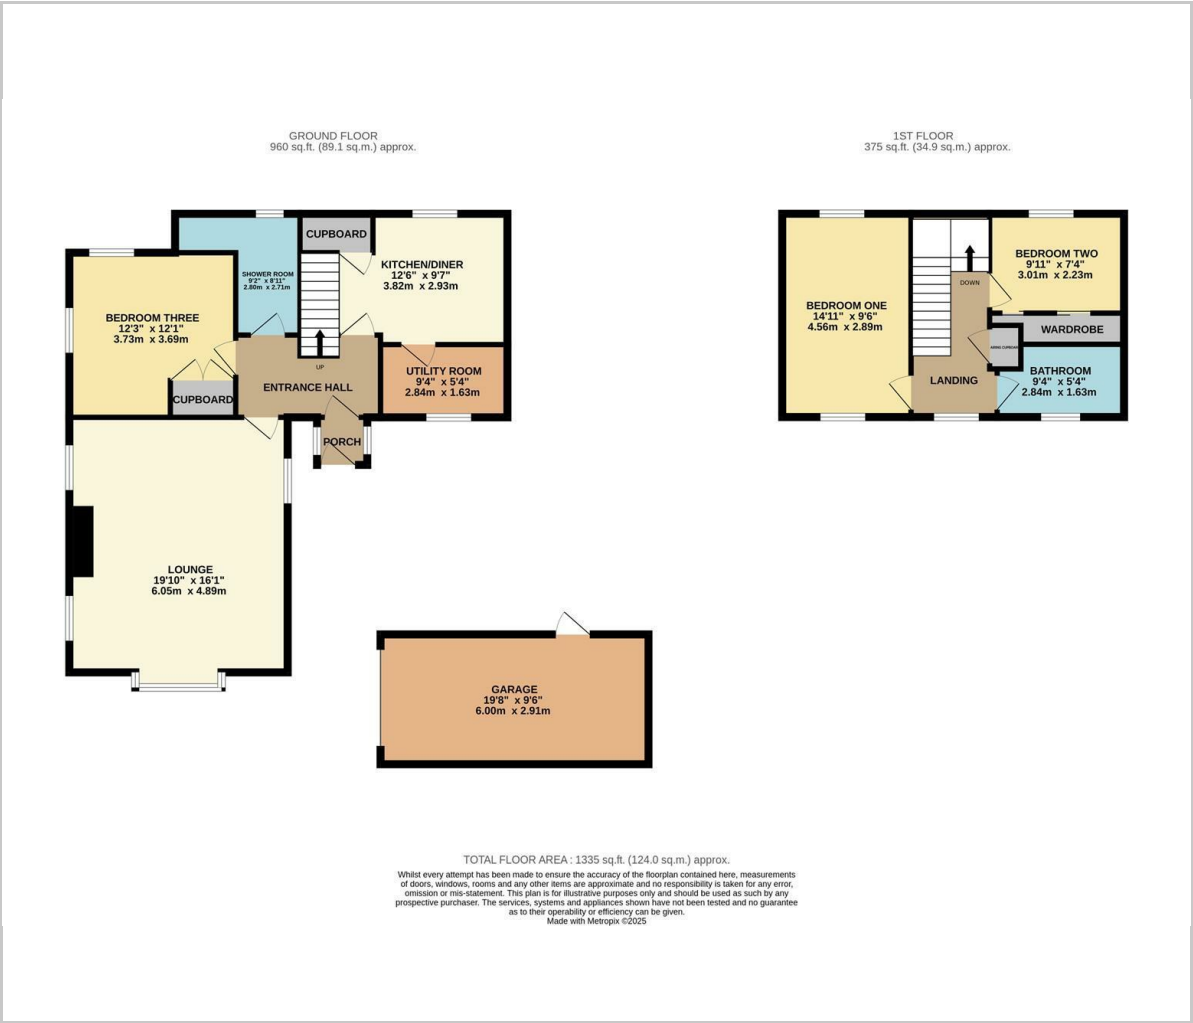 GROUND FLOOR
960 sq.ft. (89.1 sq.m.) approx.
1ST FLOOR
375 sq.ft. (34.9 sq.m.) approx.
CUPBOARD
KITCHEN/DINER
12'6" x 9'7"
3.82m x 2.93m
SHOWER ROOM
9'2" x 8'11"
2.80m x 2.71m
BEDROOM THREE
12'3" x 12'1"
3.73m x 3.69m
UP
UTILITY ROOM
9'4" x 5'4"
2.84m x 1.63m
ENTRANCE HALL
CUPBOARD
PORCH
LOUNGE
19'10" x 16'1"
6.05m x 4.89m
GARAGE
19'8" x 9'6"
6.00m x 2.91m
BEDROOM TWO
9'11" x 7'4"
3.01m x 2.23m
DOWN
BEDROOM ONE
14'11" x 9'6"
4.56m x 2.89m
WARDROBE
AIRING CUPBOARD
BATHROOM
9'4" x 5'4"
2.84m x 1.63m
LANDING
TOTAL FLOOR AREA : 1335 sq.ft. (124.0 sq.m.) approx.
Whilst every attempt has been made to ensure the accuracy of the floorplan contained here, measurements
of doors, windows, rooms and any other items are approximate and no responsibility is taken for any error,
omission or mis-statement. This plan is for illustrative purposes only and should be used as such by any
prospective purchaser. The services, systems and appliances shown have not been tested and no guarantee
as to their operability or efficiency can be given.
Made with Metropix ©2025